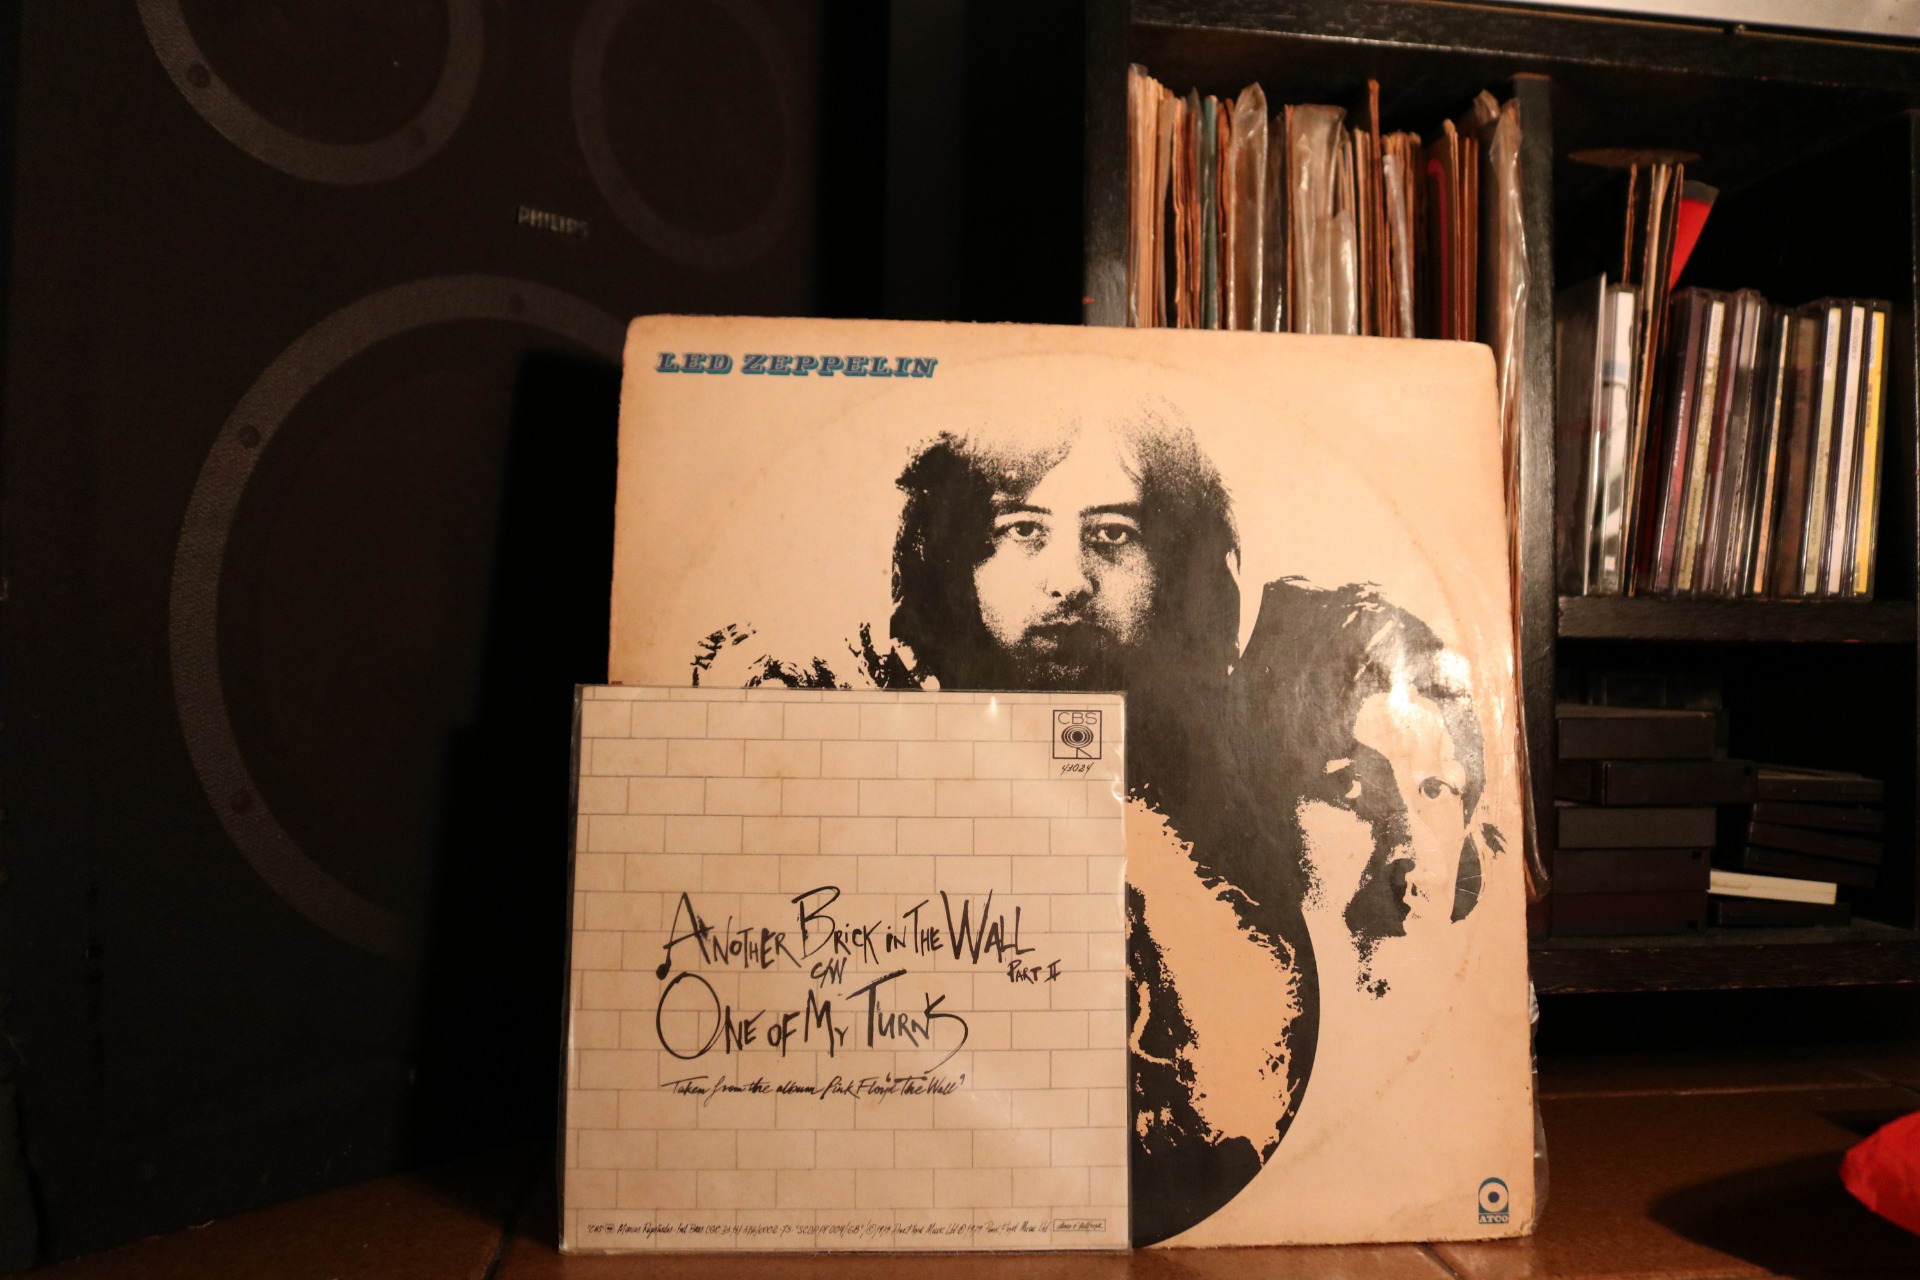 PHILIPS
LED ZEPPELIN
CBS
43024
ANOTHER BRICK IN THE WALL
PART II
C/W
ONE OF MY TURNS
Taken from the album Pink Floyd 'The Wall'
ATCO